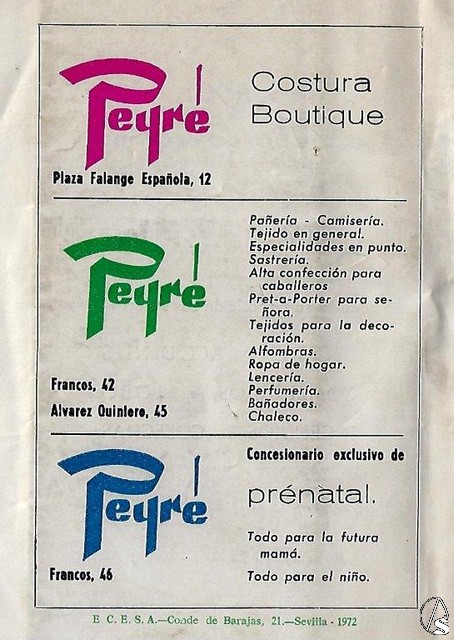 Peyré
Costura
Boutique
Plaza Falange Española, 12
Peyré
Pañería - Camisería.
Tejido en general.
Especialidades en punto.
Sastrería.
Alta confección para
caballeros
Pret-a-Porter para se-
ñora.
Tejidos para la deco-
ración.
Alfombras.
Ropa de hogar.
Lencería.
Perfumería.
Bañadores.
Chaleco.
Francos, 42
Alvarez Quintero, 45
Peyré
Concesionario exclusivo de
prénatal.
Todo para la futura
mamá.
Todo para el niño.
Francos, 46
E C. E. S. A.—Conde de Barajas, 21.—Sevilla - 1972